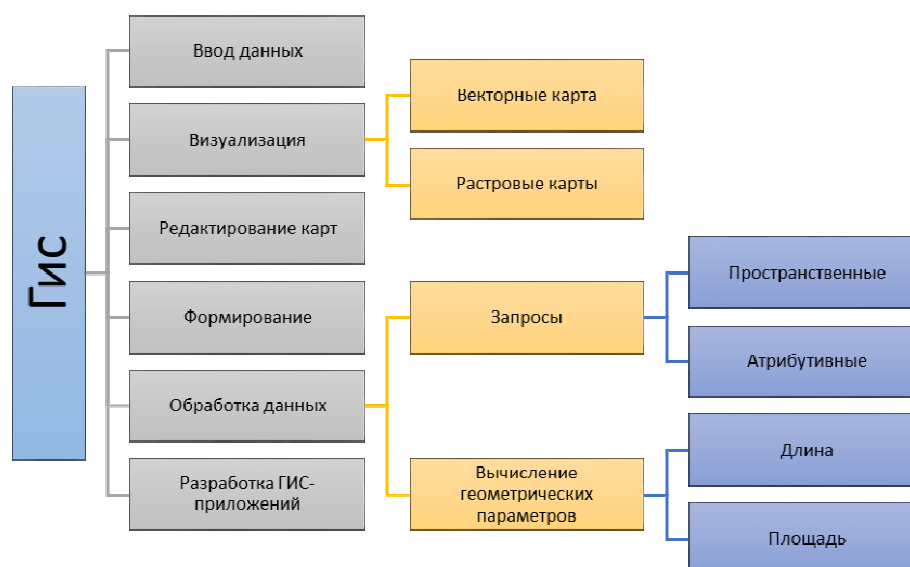 Гис
Ввод данных
Визуализация
Редактирование карт
Формирование
Обработка данных
Разработка ГИС-
приложений
Векторные карта
Растровые карты
Запросы
Вычисление
геометрических
параметров
Пространственные
Атрибутивные
Длина
Площадь